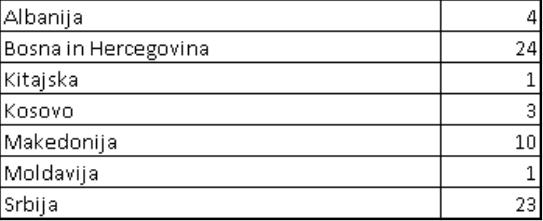 Albanija 4
Bosna in Hercegovina 24
Kitajska 1
Kosovo 3
Makedonija 10
Moldavija 1
Srbija 23